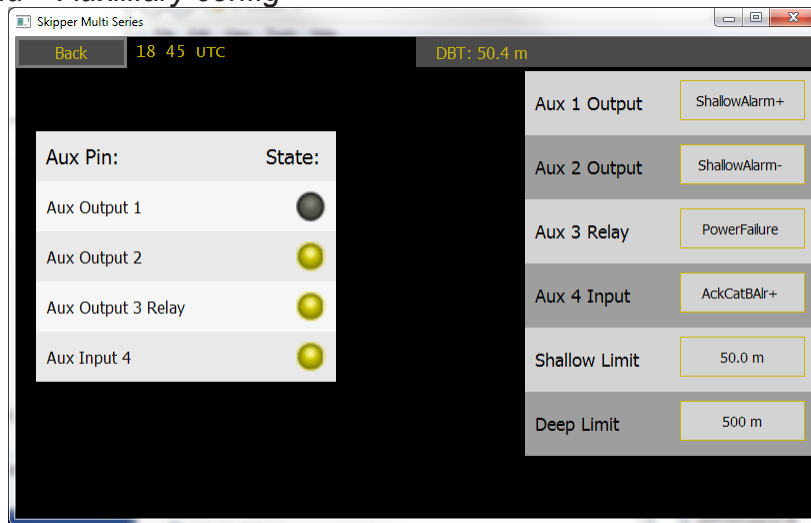 Auxiliary config
Skipper Multi Series
Back
18 45 UTC
DBT: 50.4 m
Aux Pin: State:
Aux Output 1
Aux Output 2
Aux Output 3 Relay
Aux Input 4
Aux 1 Output ShallowAlarm+
Aux 2 Output ShallowAlarm-
Aux 3 Relay PowerFailure
Aux 4 Input AckCatBAlr+
Shallow Limit 50.0 m
Deep Limit 500 m